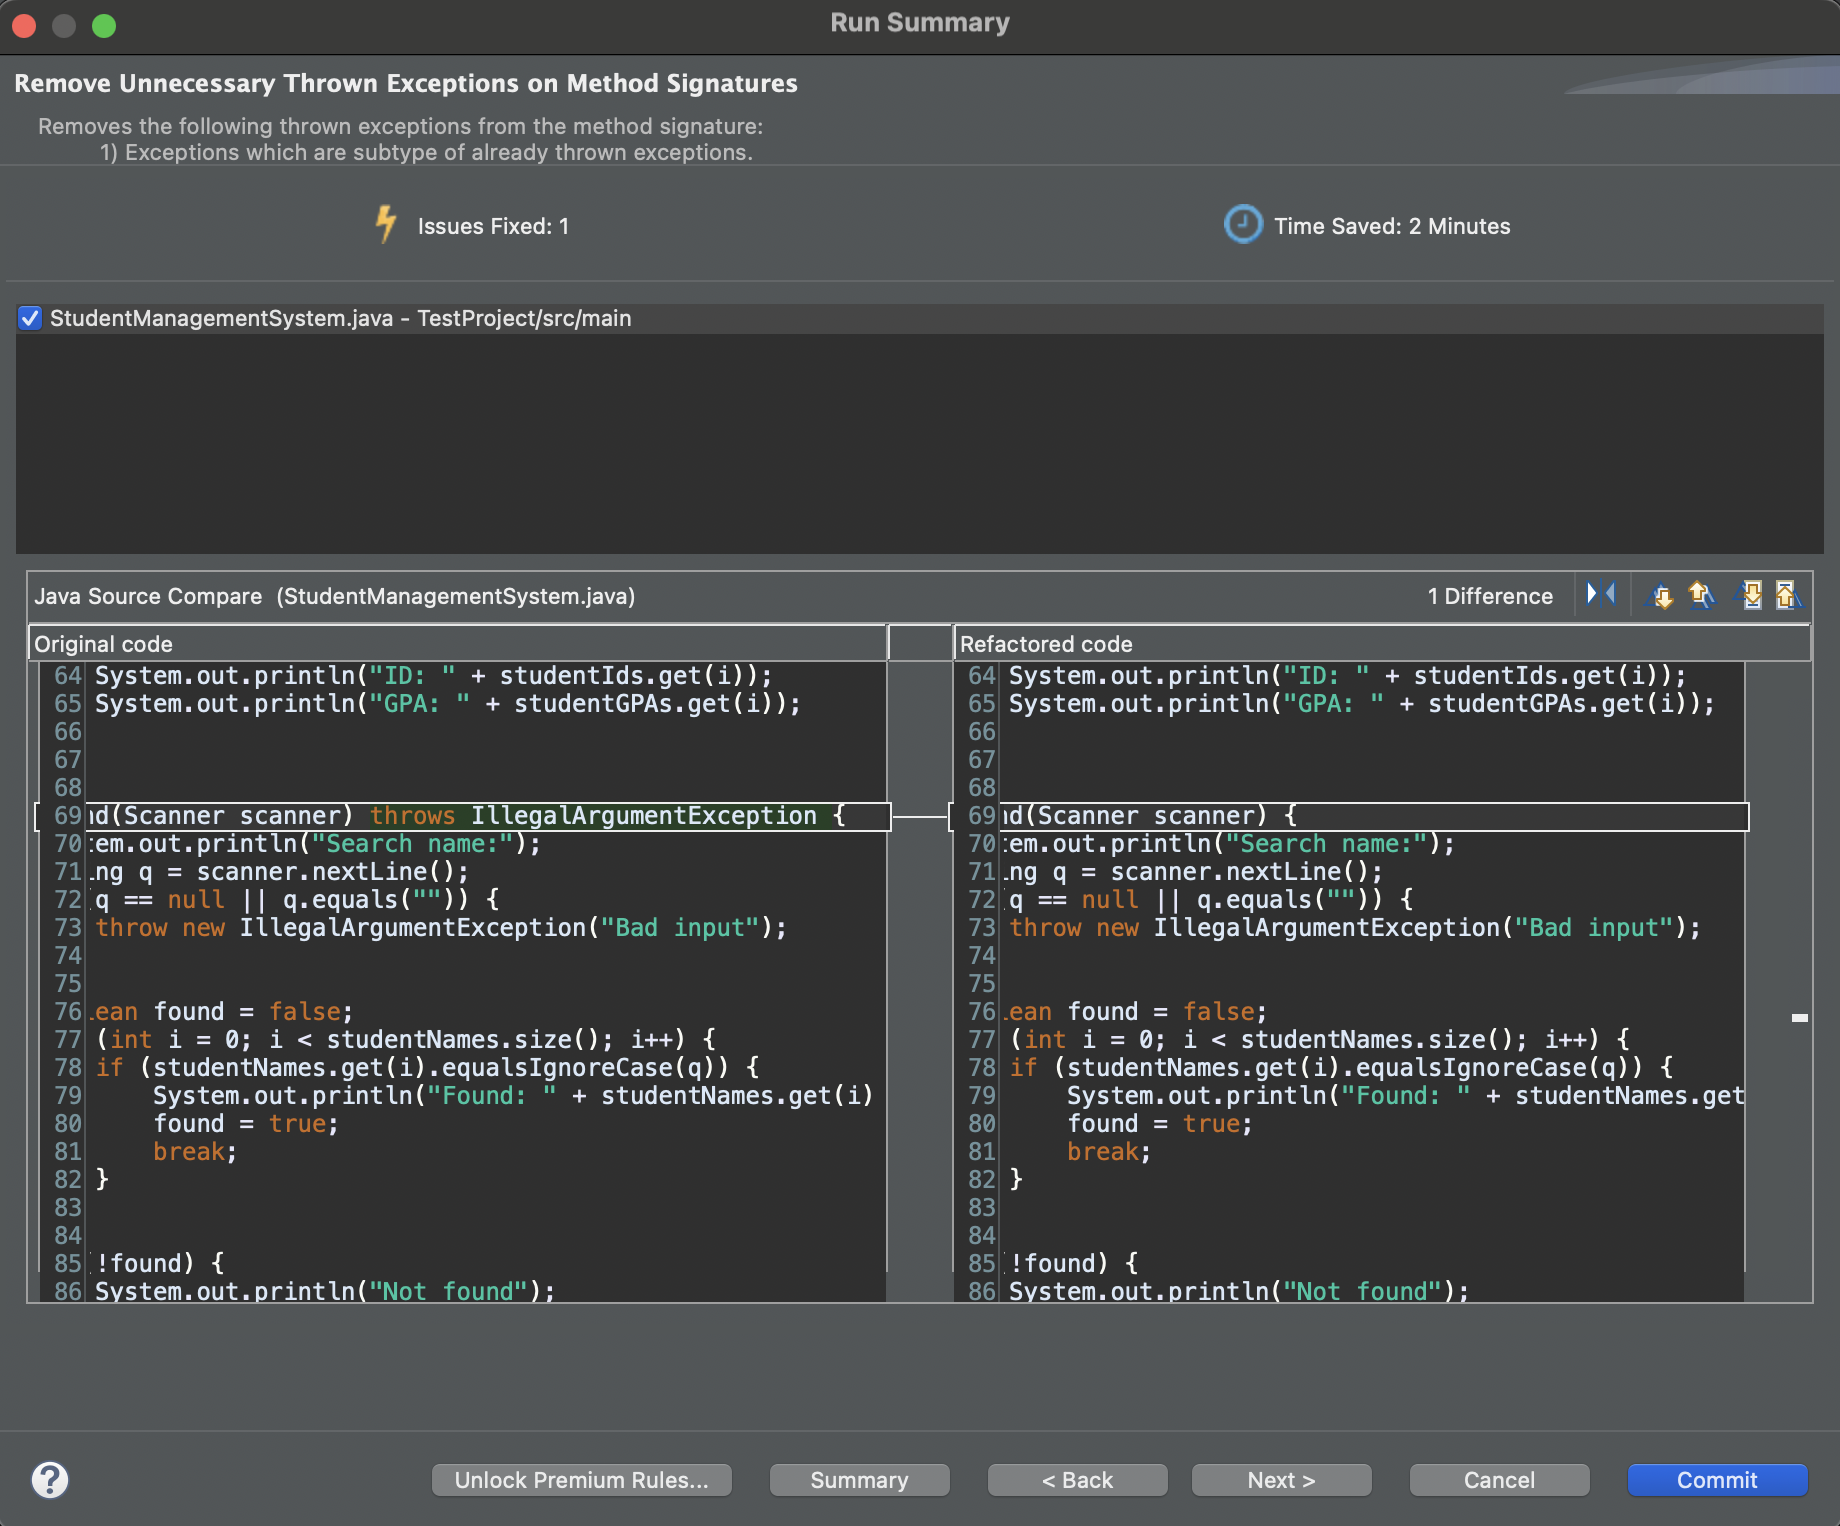 Run Summary
Remove Unnecessary Thrown Exceptions on Method Signatures
Removes the following thrown exceptions from the method signature:
1) Exceptions which are subtype of already thrown exceptions.
Issues Fixed: 1
Time Saved: 2 Minutes
StudentManagementSystem.java - TestProject/src/main
Java Source Compare (StudentManagementSystem.java)
1 Difference
Original code
64 System.out.println("ID: " + studentIds.get(i));
65 System.out.println("GPA: " + studentGPAs.get(i));
66
67
68
69 nd(Scanner scanner) throws IllegalArgumentException {
70 tem.out.println("Search name:");
71 ing q = scanner.nextLine();
72 (q == null || q.equals("")) {
73 throw new IllegalArgumentException("Bad input");
74
75
76 lean found = false;
77 (int i = 0; i < studentNames.size(); i++) {
78 if (studentNames.get(i).equalsIgnoreCase(q)) {
79 System.out.println("Found: " + studentNames.get(i)
80 found = true;
81 break;
82 }
83
84
85 (!found) {
86 System.out.println("Not found");
Refactored code
64 System.out.println("ID: " + studentIds.get(i));
65 System.out.println("GPA: " + studentGPAs.get(i));
66
67
68
69 nd(Scanner scanner) {
70 tem.out.println("Search name:");
71 ing q = scanner.nextLine();
72 (q == null || q.equals("")) {
73 throw new IllegalArgumentException("Bad input");
74
75
76 lean found = false;
77 (int i = 0; i < studentNames.size(); i++) {
78 if (studentNames.get(i).equalsIgnoreCase(q)) {
79 System.out.println("Found: " + studentNames.get
80 found = true;
81 break;
82 }
83
84
85 (!found) {
86 System.out.println("Not found");
?
Unlock Premium Rules...
Summary
< Back
Next >
Cancel
Commit